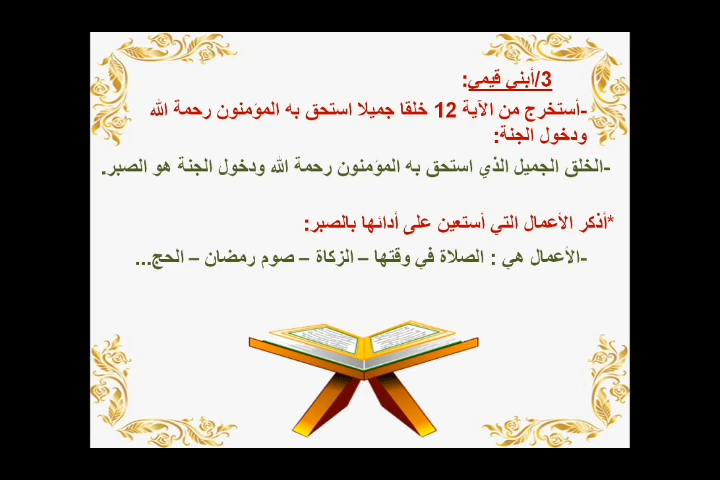 3/أبني قيمي:
-أستخرج من الآية 12 خلقا جميلا استحق به المؤمنون رحمة الله
ودخول الجنة:
-الخلق الجميل الذي استحق به المؤمنون رحمة الله ودخول الجنة هو الصبر.
*أذكر الأعمال التي أستعين على أدائها بالصبر:
-الأعمال هي : الصلاة في وقتها – الزكاة – صوم رمضان – الحج...